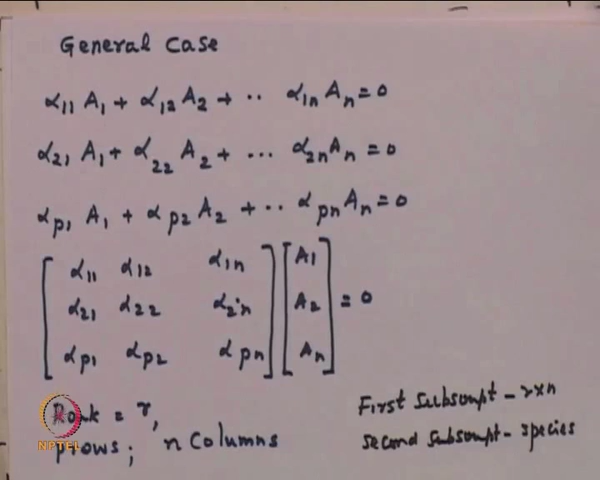 General Case
α11 A1 + α12 A2 + .. α1n An = 0
α21 A1 + α22 A2 + ... α2n An = 0
αp1 A1 + αp2 A2 + .. αpn An = 0
[ α11 α12 α1n ] [ A1 ]
[ α21 α22 α2n ] [ A2 ] = 0
[ αp1 αp2 αpn ] [ An ]
Rank = r,
p rows; n Columns
First Subscript - rxn
Second Subscript - species
NPTEL